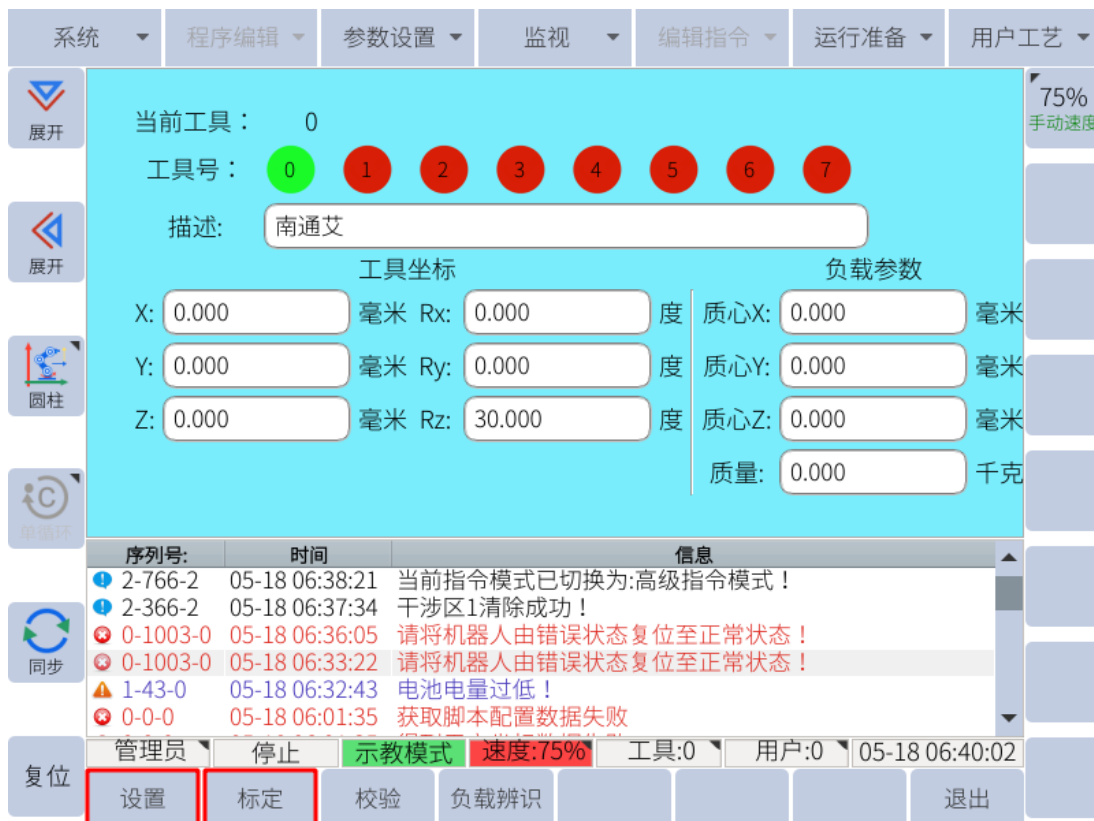 系统 程序编辑 参数设置 监视 编辑指令 运行准备 用户工艺
展开
75%
手动速度
当前工具： 0
工具号： 0 1 2 3 4 5 6 7
描述: 南通艾
展开
工具坐标 负载参数
X: 0.000 毫米 Rx: 0.000 度 质心X: 0.000 毫米
Y: 0.000 毫米 Ry: 0.000 度 质心Y: 0.000 毫米
圆柱
Z: 0.000 毫米 Rz: 30.000 度 质心Z: 0.000 毫米
质量: 0.000 千克
单循环
序列号: 时间 信息
2-766-2 05-18 06:38:21 当前指令模式已切换为:高级指令模式！
2-366-2 05-18 06:37:34 干涉区1清除成功！
0-1003-0 05-18 06:36:05 请将机器人由错误状态复位至正常状态！
0-1003-0 05-18 06:33:22 请将机器人由错误状态复位至正常状态！
同步
1-43-0 05-18 06:32:43 电池电量过低！
0-0-0 05-18 06:01:35 获取脚本配置数据失败
管理员 停止 示教模式 速度:75% 工具:0 用户:0 05-18 06:40:02
复位
设置 标定 校验 负载辨识 退出